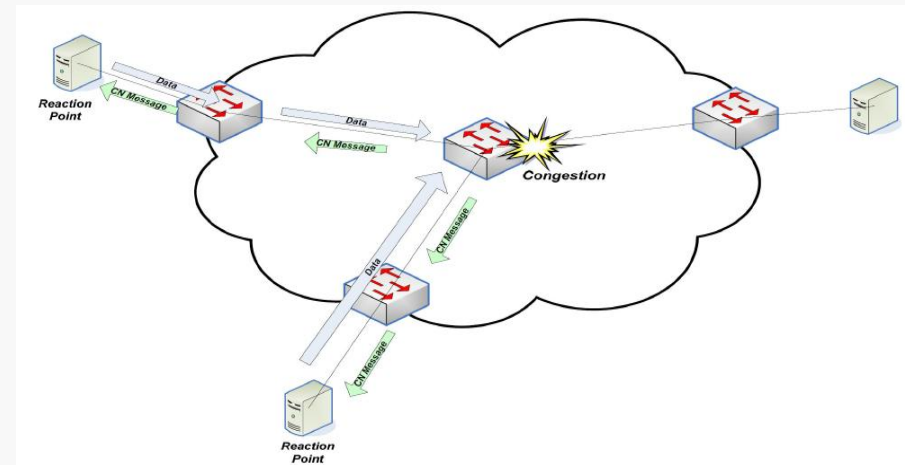 Data
CN Message
Reaction
Point
Data
CN Message
Congestion
CN Message
Data
CN Message
Reaction
Point